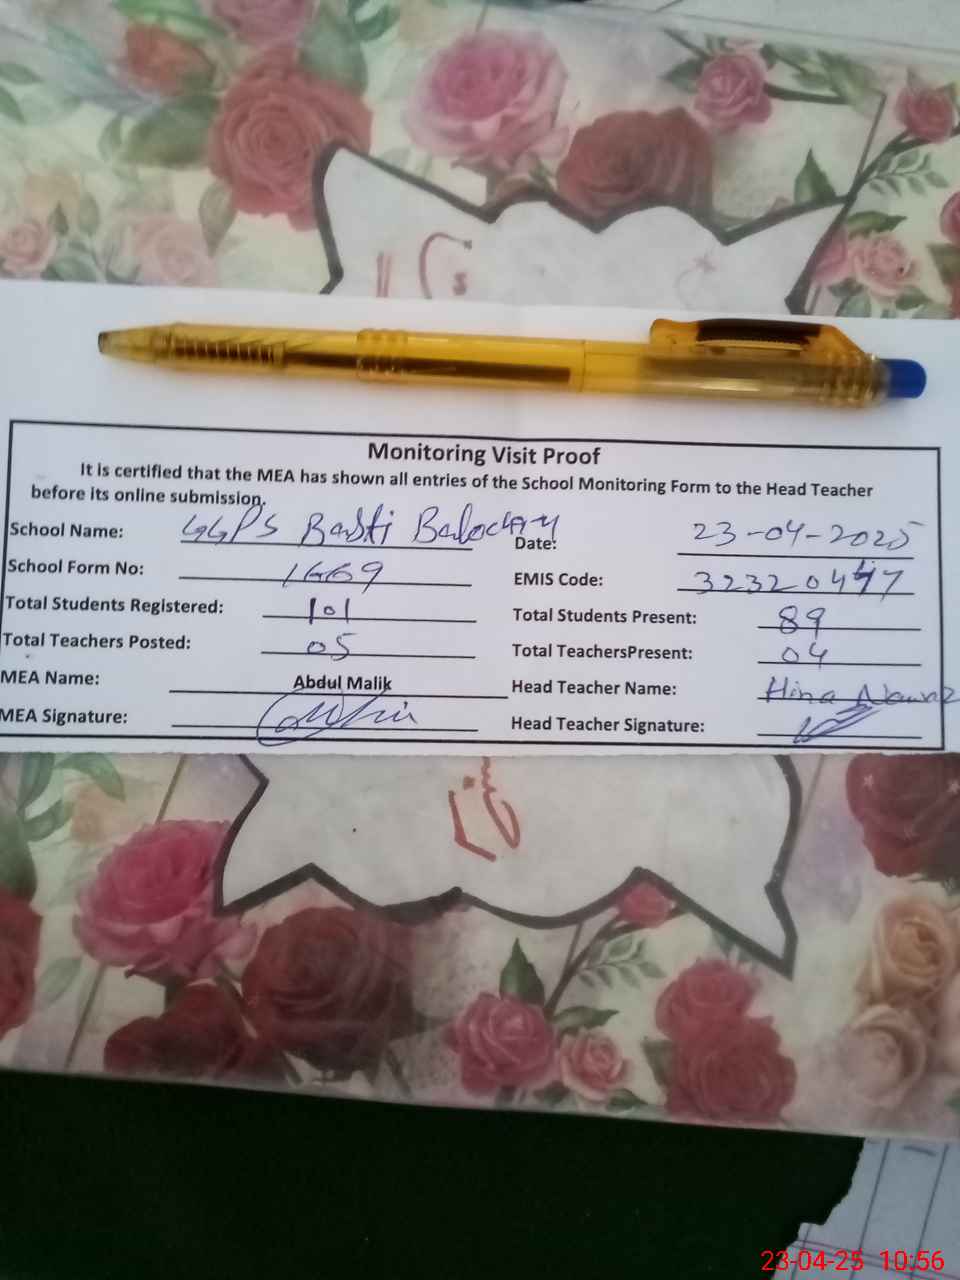 Monitoring Visit Proof
It is certified that the MEA has shown all entries of the School Monitoring Form to the Head Teacher
before its online submission.
School Name: GGPS Basti Balochan
Date: 23-04-2025
School Form No: 1669
EMIS Code:
Total Students Registered: 101
Total Students Present: 89
Total Teachers Posted: 05
Total TeachersPresent: 04
MEA Name: Abdul Malik
Head Teacher Name: Hina Nawaz
MEA Signature:
Head Teacher Signature:
23-04-25 10:56